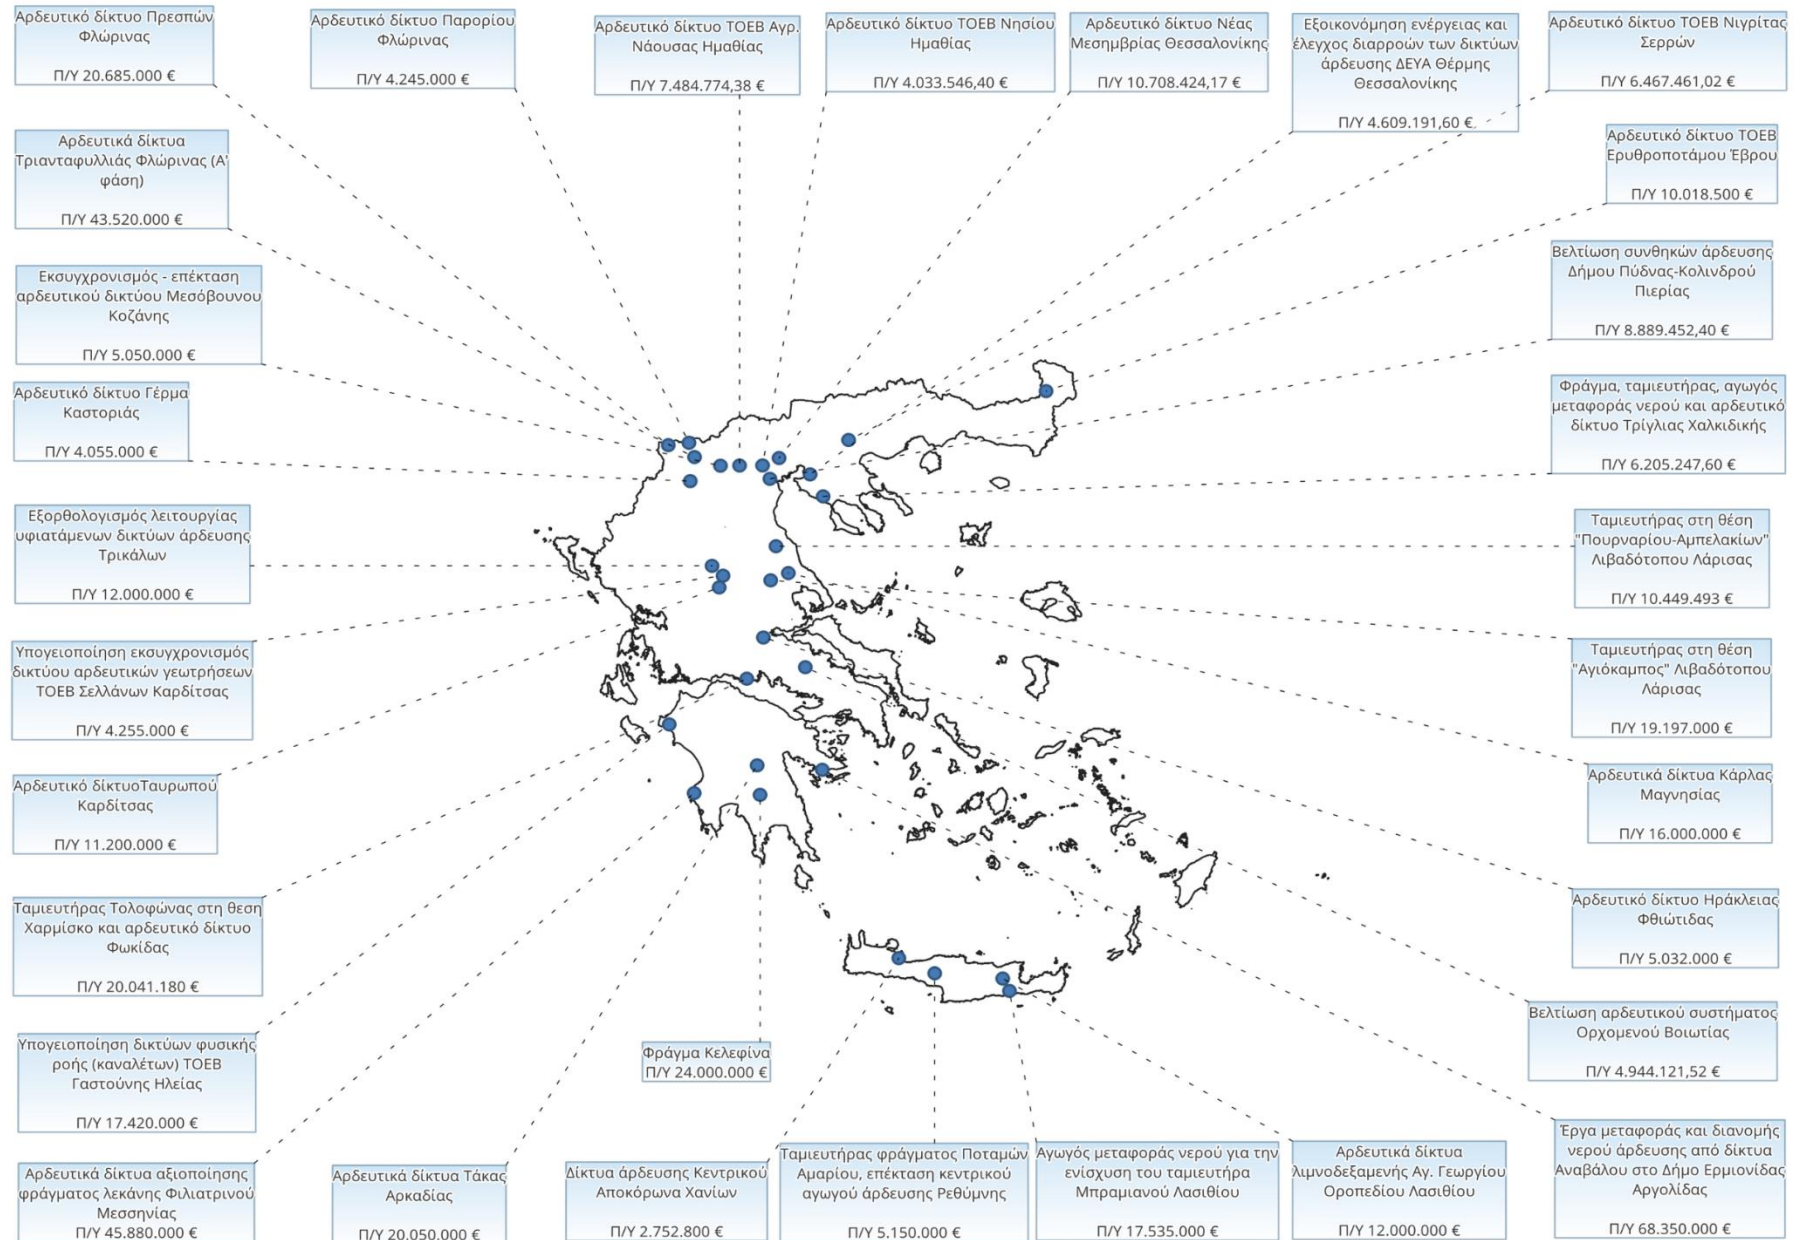 Αρδευτικό δίκτυο Πρεσπών
Φλώρινας
Π/Υ 20.685.000 €
Αρδευτικό δίκτυο Παρορίου
Φλώρινας
Π/Υ 4.245.000 €
Αρδευτικό δίκτυο ΤΟΕΒ Αγρ.
Νάουσας Ημαθίας
Π/Υ 7.484.774,38 €
Αρδευτικό δίκτυο ΤΟΕΒ Νησίου
Ημαθίας
Π/Υ 4.033.546,40 €
Αρδευτικό δίκτυο Νέας
Μεσημβρίας Θεσσαλονίκης
Π/Υ 10.708.424,17 €
Εξοικονόμηση ενέργειας και
έλεγχος διαρροών των δικτύων
άρδευσης ΔΕΥΑ Θέρμης
Θεσσαλονίκης
Π/Υ 4.609.191,60 €
Αρδευτικό δίκτυο ΤΟΕΒ Νιγρίτας
Σερρών
Π/Υ 6.467.461,02 €
Αρδευτικά δίκτυα
Τριανταφυλλιάς Φλώρινας (Α'
φάση)
Π/Υ 43.520.000 €
Αρδευτικό δίκτυο ΤΟΕΒ
Ερυθροποτάμου Έβρου
Π/Υ 10.018.500 €
Εκσυγχρονισμός - επέκταση
αρδευτικού δικτύου Μεσόβουνου
Κοζάνης
Π/Υ 5.050.000 €
Βελτίωση συνθηκών άρδευσης
Δήμου Πύδνας-Κολινδρού
Πιερίας
Π/Υ 8.889.452,40 €
Αρδευτικό δίκτυο Γέρμα
Καστοριάς
Π/Υ 4.055.000 €
Φράγμα, ταμιευτήρας, αγωγός
μεταφοράς νερού και αρδευτικό
δίκτυο Τρίγλιας Χαλκιδικής
Π/Υ 6.205.247,60 €
Εξορθολογισμός λειτουργίας
υφιατάμενων δικτύων άρδευσης
Τρικάλων
Π/Υ 12.000.000 €
Ταμιευτήρας στη θέση
"Πουρναρίου-Αμπελακίων"
Λιβαδότοπου Λάρισας
Π/Υ 10.449.493 €
Υπογειοποίηση εκσυγχρονισμός
δικτύου αρδευτικών γεωτρήσεων
ΤΟΕΒ Σελλάνων Καρδίτσας
Π/Υ 4.255.000 €
Ταμιευτήρας στη θέση
"Αγιόκαμπος" Λιβαδότοπου
Λάρισας
Π/Υ 19.197.000 €
Αρδευτικό δίκτυοΤαυρωπού
Καρδίτσας
Π/Υ 11.200.000 €
Αρδευτικά δίκτυα Κάρλας
Μαγνησίας
Π/Υ 16.000.000 €
Ταμιευτήρας Τολοφώνας στη θεση
Χαρμίσκο και αρδευτικό δίκτυο
Φωκίδας
Π/Υ 20.041.180 €
Αρδευτικό δίκτυο Ηράκλειας
Φθιώτιδας
Π/Υ 5.032.000 €
Υπογειοποίηση δικτύων φυσικής
ροής (καναλέτων) ΤΟΕΒ
Γαστούνης Ηλείας
Π/Υ 17.420.000 €
Φράγμα Κελεφίνα
Π/Υ 24.000.000 €
Βελτίωση αρδευτικού συστήματος
Ορχομενού Βοιωτίας
Π/Υ 4.944.121,52 €
Αρδευτικά δίκτυα αξιοποίησης
φράγματος λεκάνης Φιλιατρινού
Μεσσηνίας
Π/Υ 45.880.000 €
Αρδευτικά δίκτυα Τάκας
Αρκαδίας
Π/Υ 20.050.000 €
Δίκτυα άρδευσης Κεντρικού
Αποκόρωνα Χανίων
Π/Υ 2.752.800 €
Ταμιευτήρας φράγματος Ποταμών
Αμαρίου, επέκταση κεντρικού
αγωγού άρδευσης Ρεθύμνης
Π/Υ 5.150.000 €
Αγωγός μεταφοράς νερού για την
ενίσχυση του ταμιευτήρα
Μπραμιανού Λασιθίου
Π/Υ 17.535.000 €
Αρδευτικά δίκτυα
λιμνοδεξαμενής Αγ. Γεωργίου
Οροπεδίου Λασιθίου
Π/Υ 12.000.000 €
Έργα μεταφοράς και διανομής
νερού άρδευσης από δίκτυα
Αναβάλου στο Δήμο Ερμιονίδας
Αργολίδας
Π/Υ 68.350.000 €